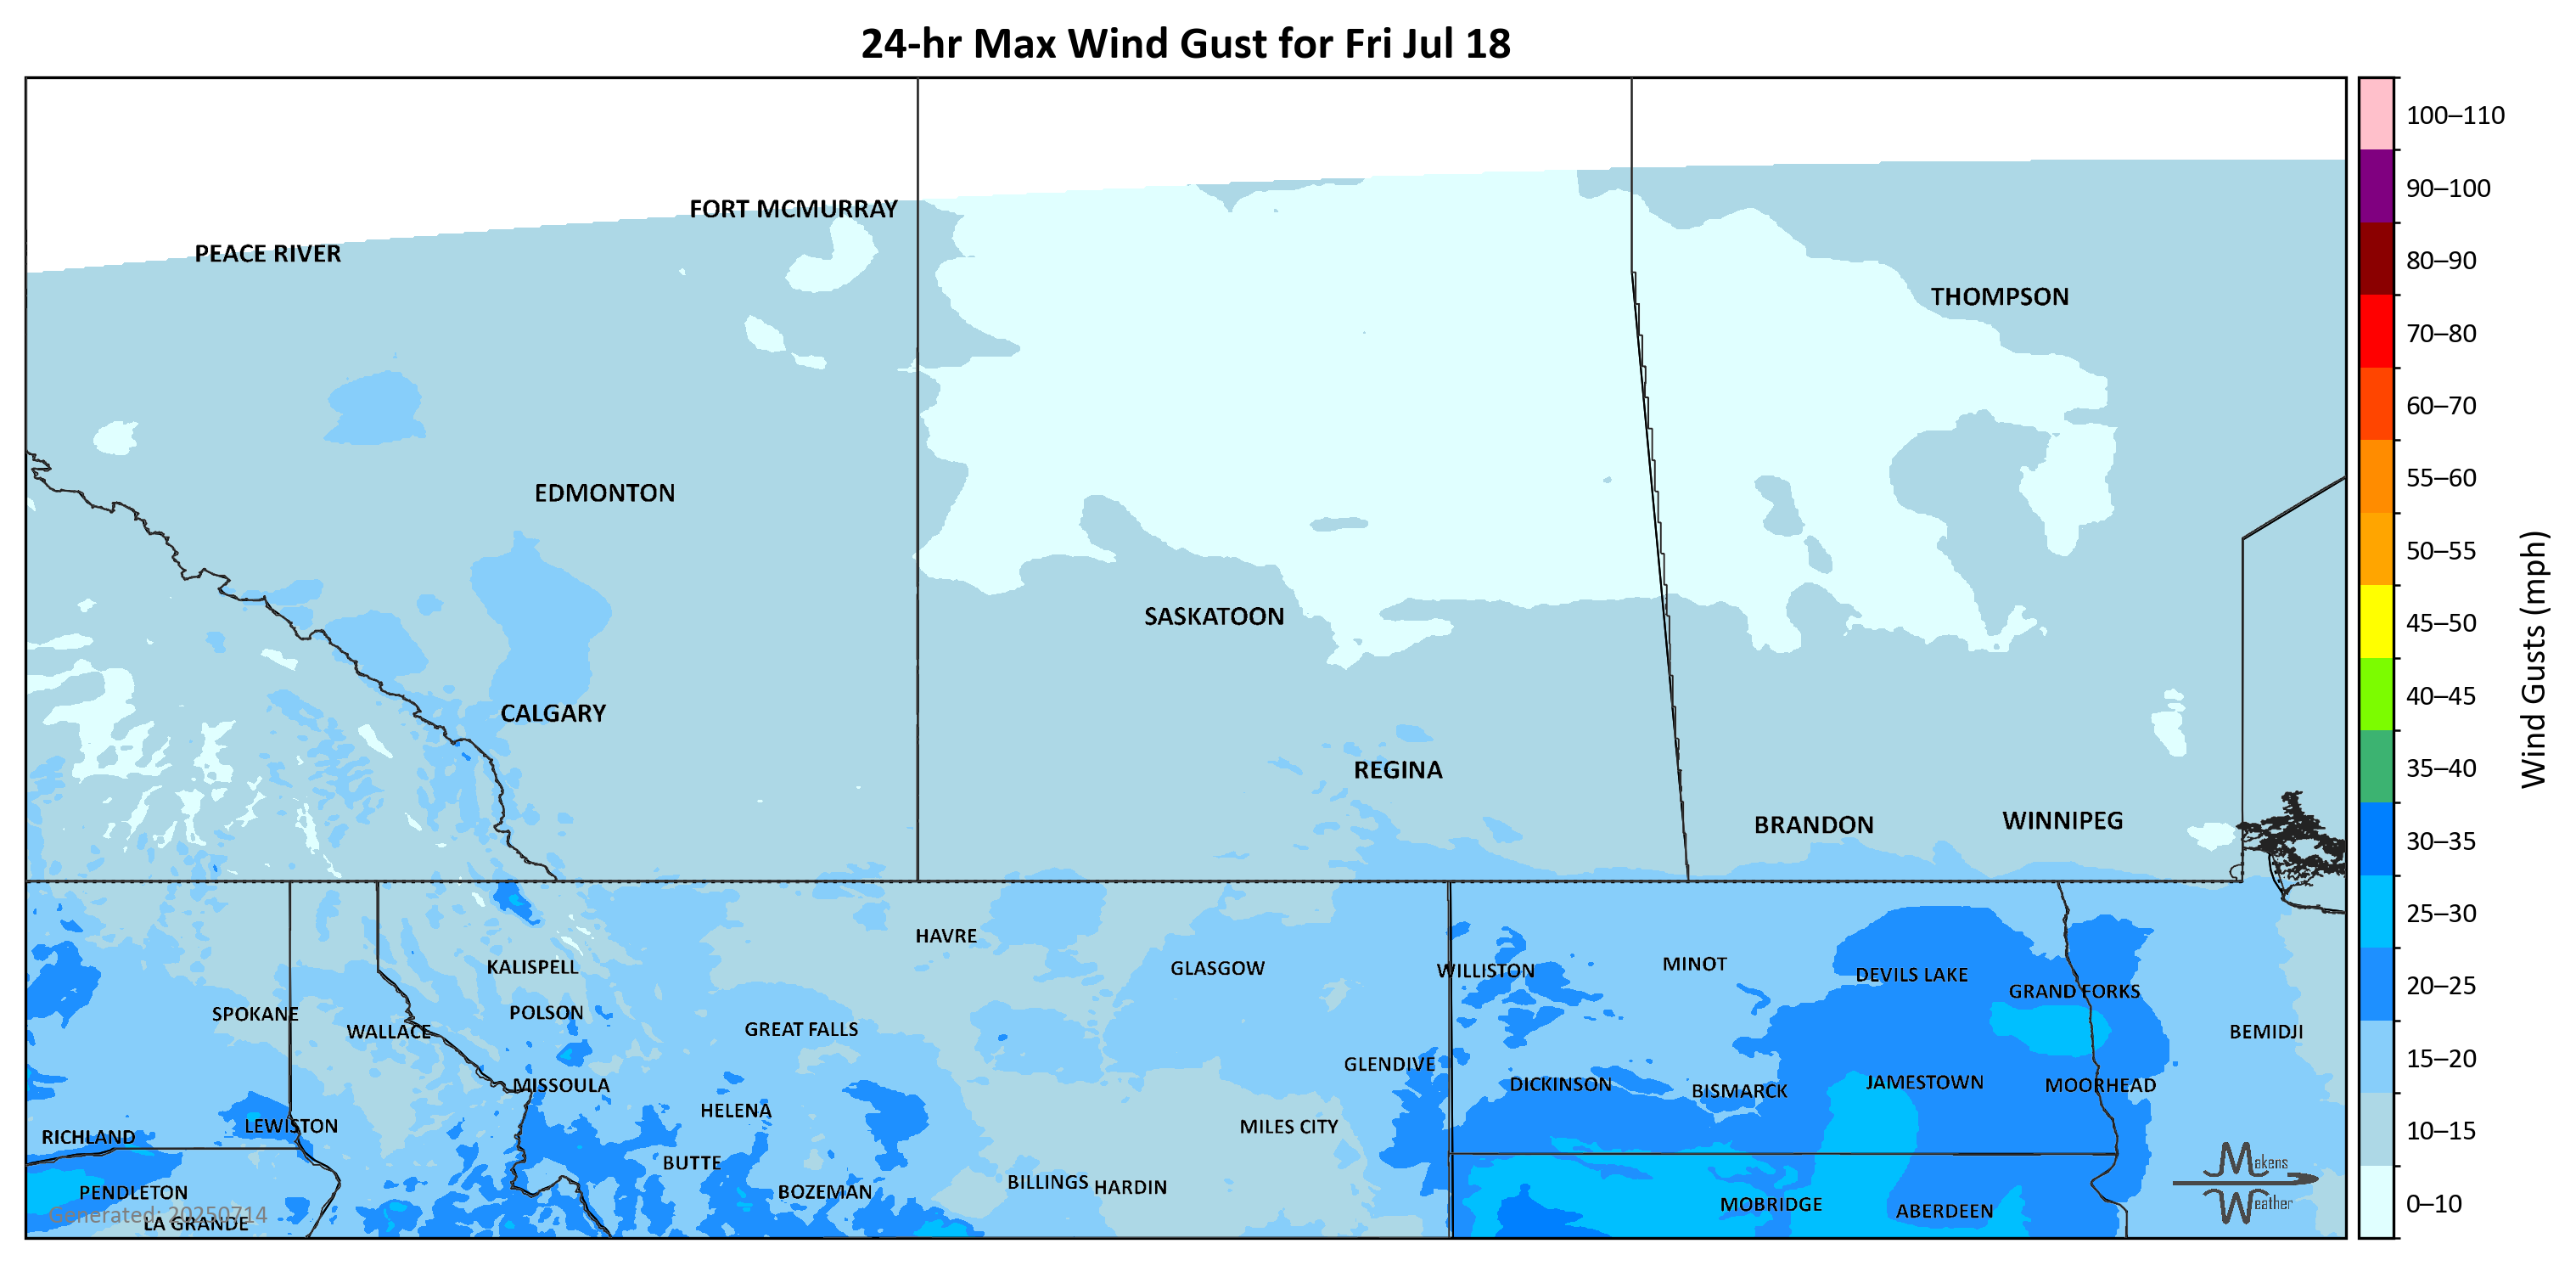 24-hr Max Wind Gust for Fri Jul 18
FORT MCMURRAY
PEACE RIVER
THOMPSON
EDMONTON
SASKATOON
CALGARY
REGINA
BRANDON
WINNIPEG
HAVRE
KALISPELL
GLASGOW
WILLISTON
MINOT
DEVILS LAKE
GRAND FORKS
SPOKANE
POLSON
WALLACE
GREAT FALLS
BEMIDJI
GLENDIVE
MISSOULA
DICKINSON
BISMARCK
JAMESTOWN
MOORHEAD
HELENA
LEWISTON
MILES CITY
RICHLAND
BUTTE
PENDLETON
BOZEMAN
BILLINGS
HARDIN
MOBRIDGE
ABERDEEN
Generated: 20250714
LA GRANDE
Makens
Weather
100–110
90–100
80–90
70–80
60–70
55–60
50–55
45–50
40–45
35–40
30–35
25–30
20–25
15–20
10–15
0–10
Wind Gusts (mph)